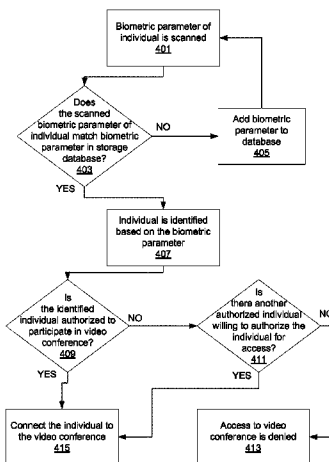 Biometric parameter of
individual is scanned
401
Does
the scanned
biometric parameter of
individual match biometric
parameter in storage
database?
403
NO
Add biometric
parameter to
database
405
YES
Individual is identified
based on the biometric
parameter
407
Is
the identified
individual authorized to
participate in video
conference?
409
NO
Is
there another
authorized individual
willing to authorize the
individual for
access?
411
NO
YES
YES
Connect the individual to
the video conference
415
Access to video
conference is denied
413